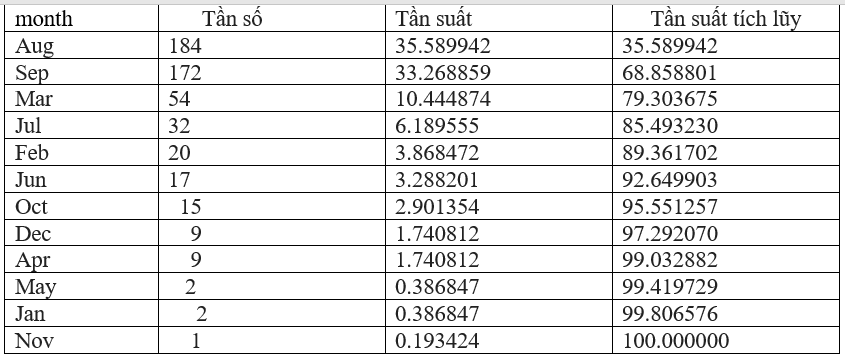 month Tần số Tần suất Tần suất tích lũy
Aug 184 35.589942 35.589942
Sep 172 33.268859 68.858801
Mar 54 10.444874 79.303675
Jul 32 6.189555 85.493230
Feb 20 3.868472 89.361702
Jun 17 3.288201 92.649903
Oct 15 2.901354 95.551257
Dec 9 1.740812 97.292070
Apr 9 1.740812 99.032882
May 2 0.386847 99.419729
Jan 2 0.386847 99.806576
Nov 1 0.193424 100.000000